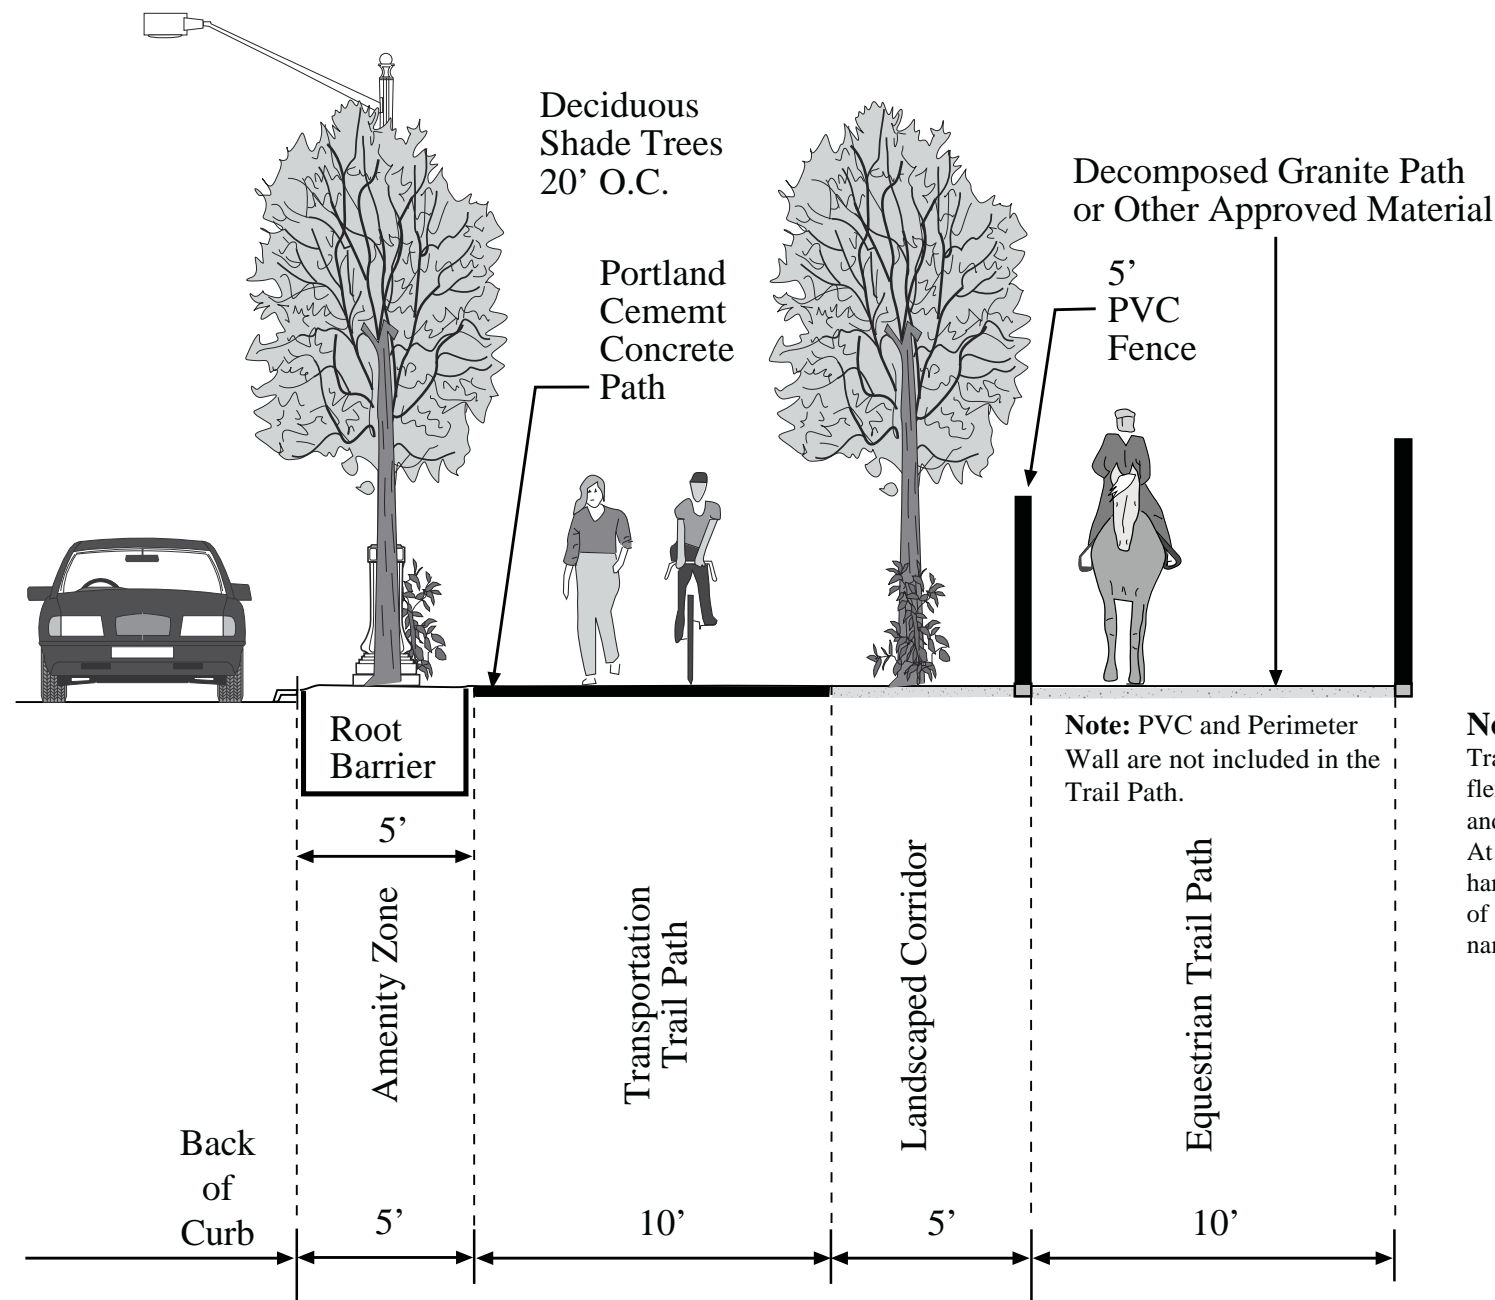 Deciduous
Shade Trees
20’ O.C.
Decomposed Granite Path
or Other Approved Material
Portland
Cememt
Concrete
Path
5’
PVC
Fence
Root
Barrier
Note: PVC and Perimeter
Wall are not included in the
Trail Path.
5’
Amenity Zone
Transportation
Trail Path
Landscaped Corridor
Equestrian Trail Path
At
of
Back
of
Curb
5’
10’
5’
10’